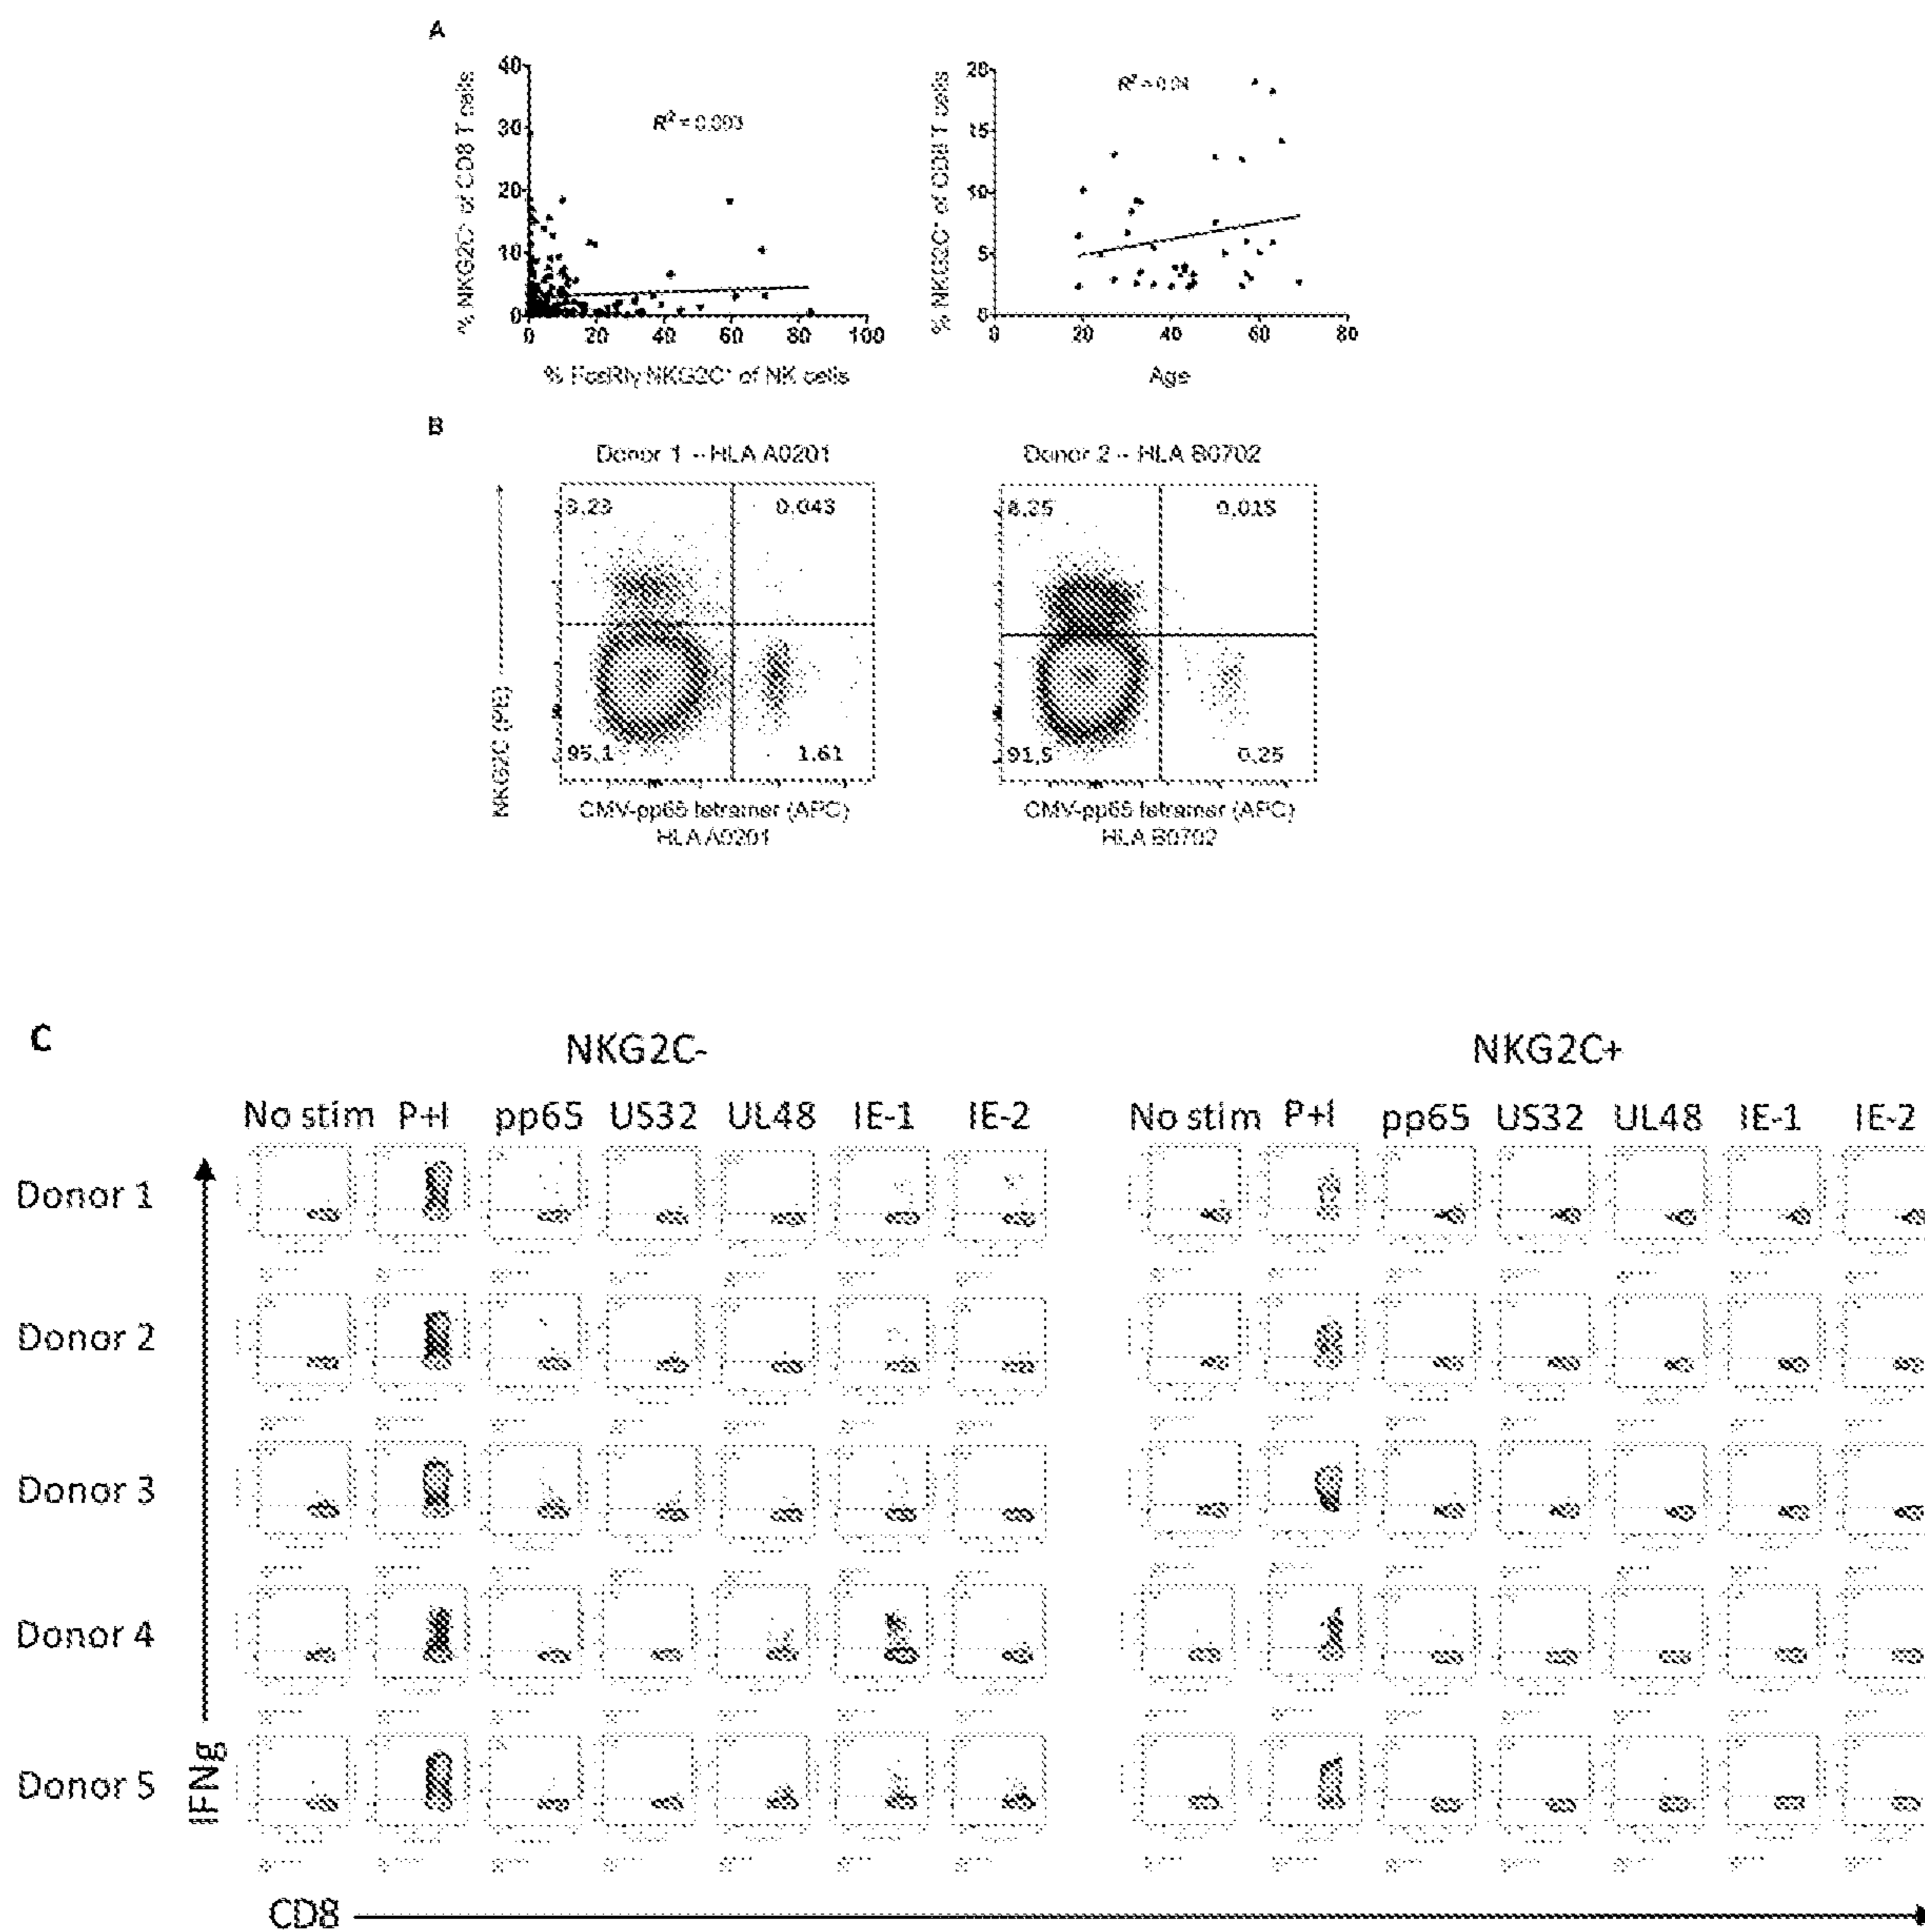 A
40
30
20
10
0
R² = 0.003
% NKG2C⁺ of CD8 T cells
0 20 40 60 80 100
% FcεRIγ⁻NKG2C⁺ of NK cells
20
15
10
5
0
% NKG2C⁺ of CD8 T cells
0 20 40 60 80
Age
B
Donor 1 - HLA A0201
0.043
95.1
1.61
NKG2C (PE)
CMV-pp65 tetramer (APC)
HLA A0201
Donor 2 - HLA B0702
8.25
0.015
91.5
0.25
CMV-pp65 tetramer (APC)
HLA B0702
C
NKG2C-
NKG2C+
No stim P+I pp65 US32 UL48 IE-1 IE-2
No stim P+I pp65 US32 UL48 IE-1 IE-2
Donor 1
Donor 2
Donor 3
Donor 4
Donor 5
IFNg
CD8